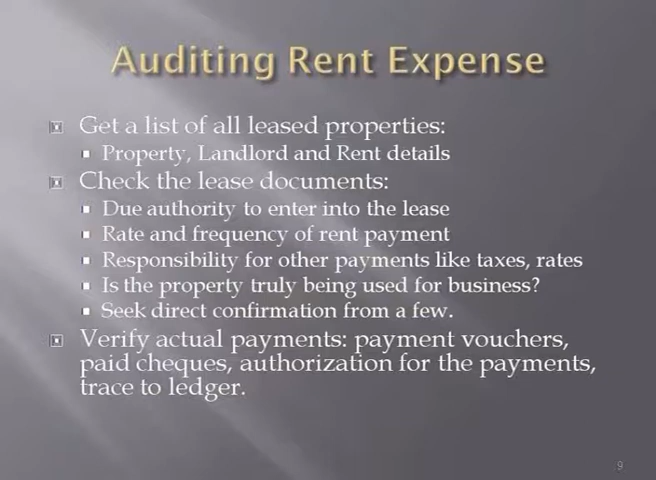 Auditing Rent Expense
Get a list of all leased properties:
Property, Landlord and Rent details
Check the lease documents:
Due authority to enter into the lease
Rate and frequency of rent payment
Responsibility for other payments like taxes, rates
Is the property truly being used for business?
Seek direct confirmation from a few.
Verify actual payments: payment vouchers,
paid cheques, authorization for the payments,
trace to ledger.
9